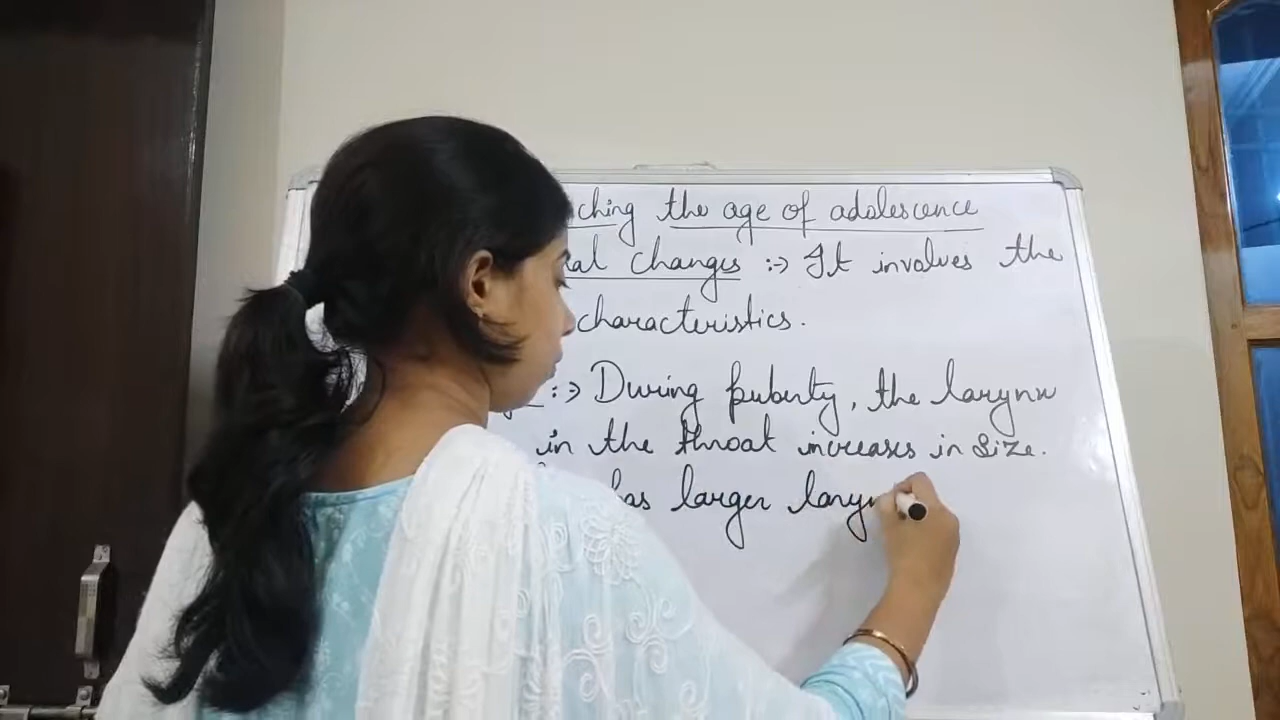 ching the age of adolescence
al changes :-> It involves the
characteristics.
:-> During puberty, the larynx
in the throat increases in size.
has larger laryn